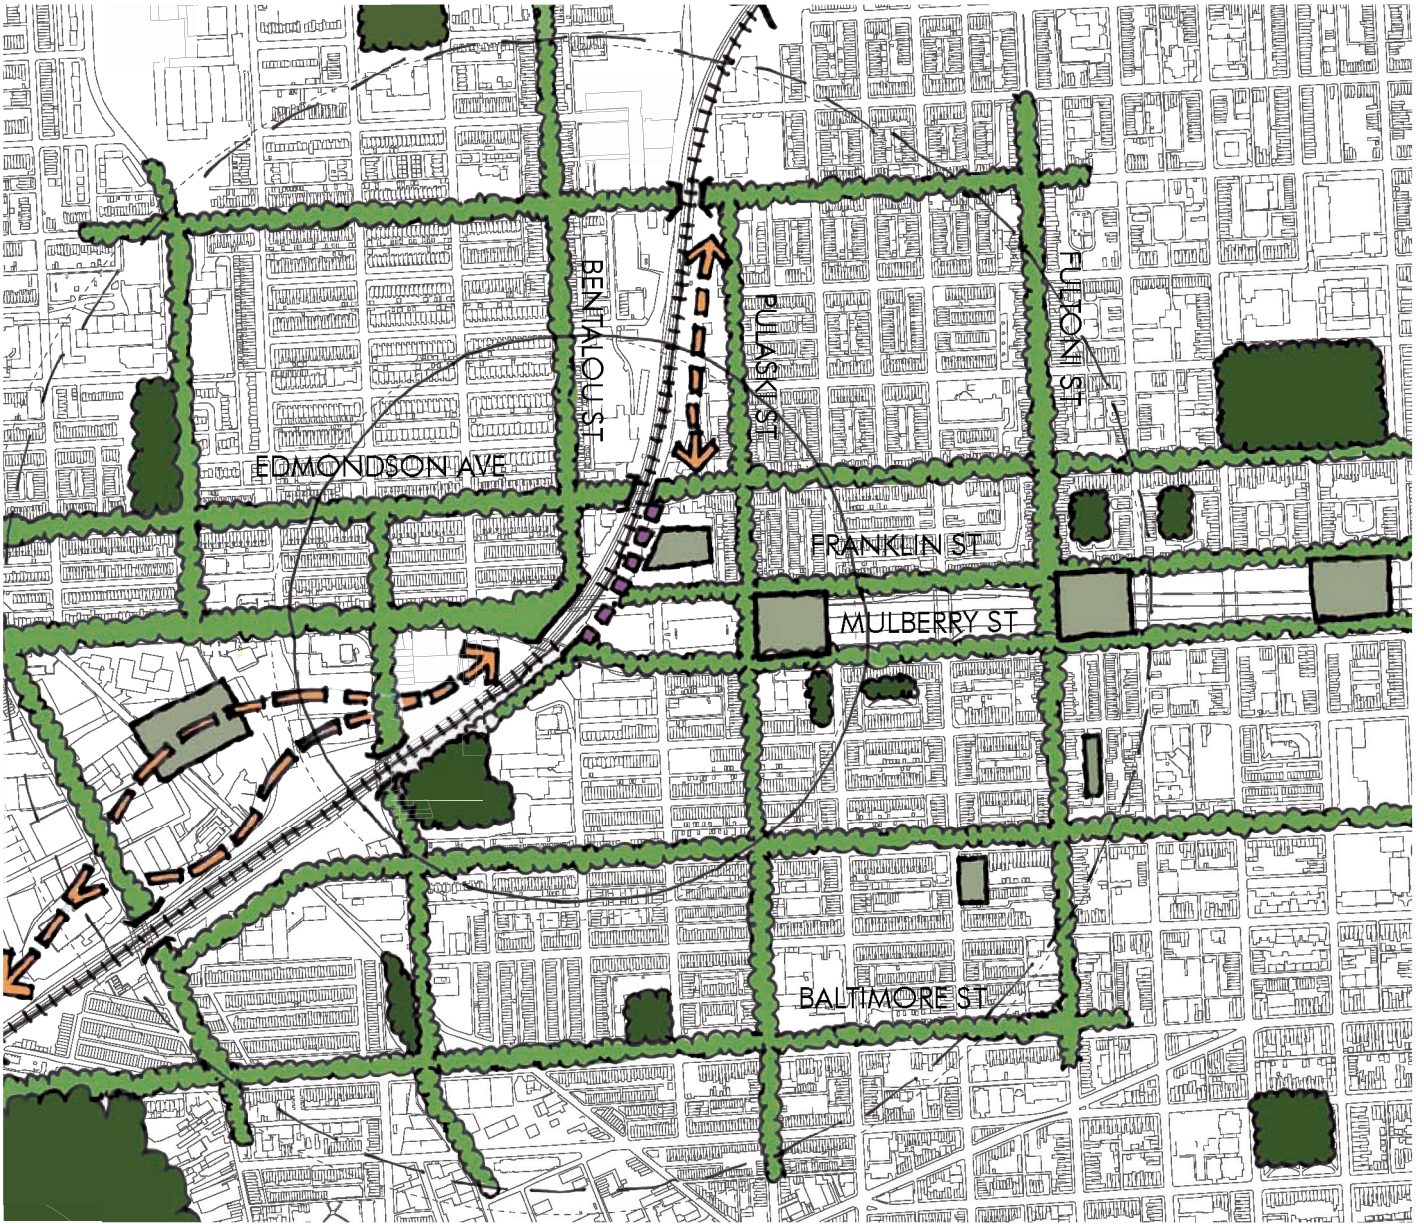 BENTALOU ST
PULASKI ST
FULTON ST
EDMONDSON AVE
FRANKLIN ST
MULBERRY ST
BALTIMORE ST